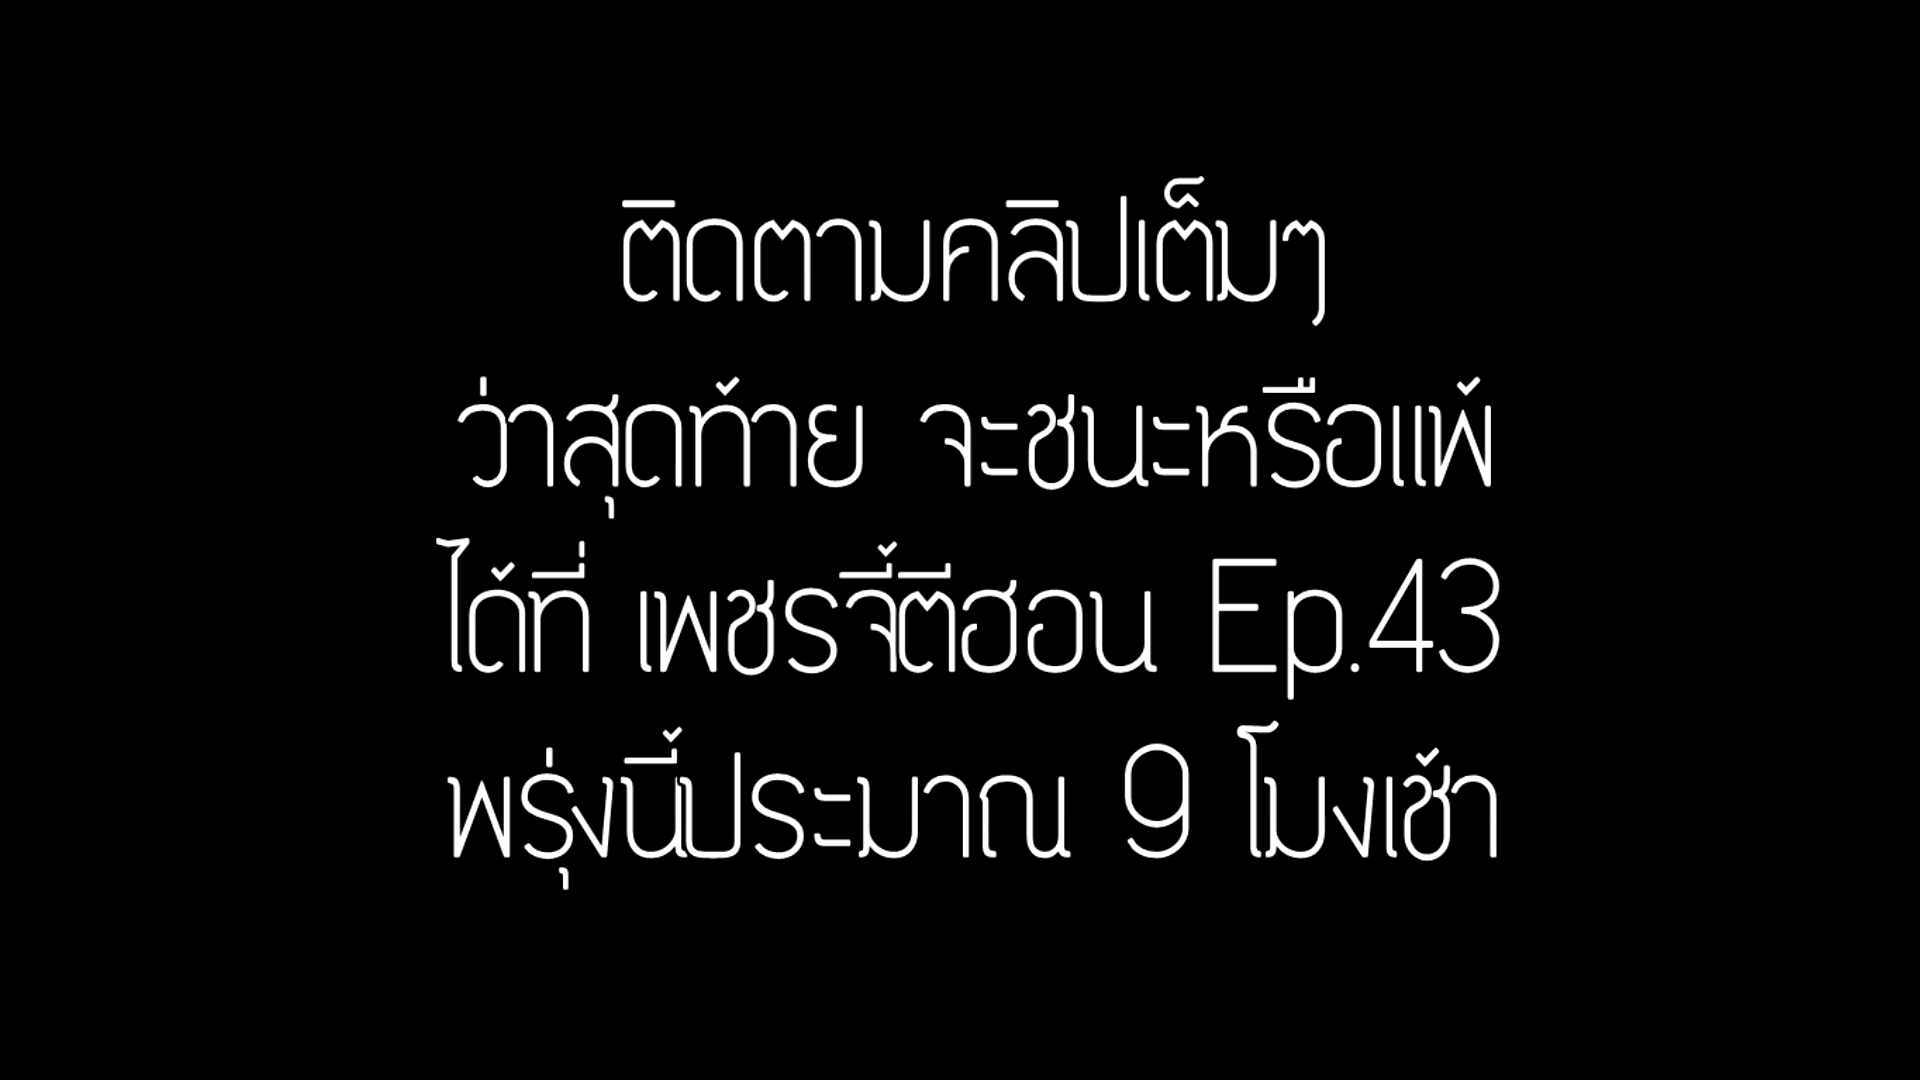 ติดตามคลิปเต็มๆ
ว่าสุดท้าย จะชนะหรือแพ้
ได้ที่ เพชรจี้ตีฮอน Ep.43
พรุ่งนี้ประมาณ 9 โมงเช้า